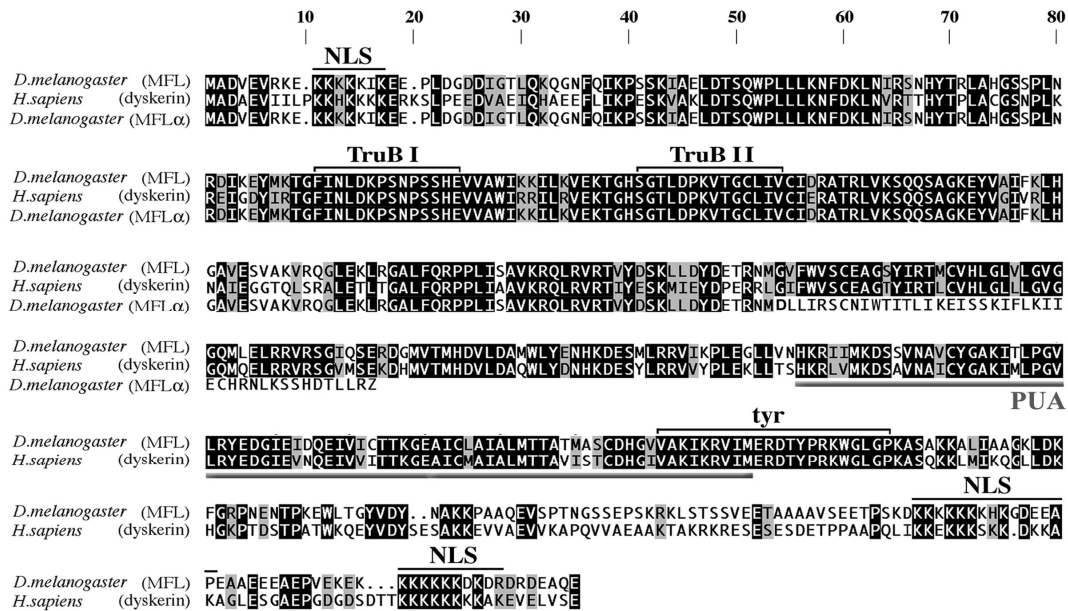 10 20 30 40 50 60 70 80
NLS
D.melanogaster (MFL) MADVEVRKE.KKKKKIKEE.PLDGDDIGTLQKQGNFQIKPSSKIAELDTSQWPLLLKNFDKLNIRSNHYTRLAHGSSPLN
H.sapiens (dyskerin) MADAEVIILPKKHKKKKERKSLPEEDVAEIQHAEEFLIKPESKVAKLDTSQWPLLLKNFDKLNVRTTHYTPLACGSNPLK
D.melanogaster (MFLα) MADVEVRKE.KKKKKIKEE.PLDGDDIGTLQKQGNFQIKPSSKIAELDTSQWPLLLKNFDKLNIRSNHYTRLAHGSSPLN
TruB I TruB II
D.melanogaster (MFL) RDIKEYMKTGFINLDKPSNPSSHEVVAWIKKILKVEKTGHSGTLDPKVTGCLIVCIDRATRLVKSQQSAGKEYVAIFKLH
H.sapiens (dyskerin) REIGDYIRTGFINLDKPSNPSSHEVVAWIRRILRVEKTGHSGTLDPKVTGCLIVCIERATRLVKSQQSAGKEYVGIVRLH
D.melanogaster (MFLα) RDIKEYMKTGFINLDKPSNPSSHEVVAWIKKILKVEKTGHSGTLDPKVTGCLIVCIDRATRLVKSQQSAGKEYVAIFKLH
D.melanogaster (MFL) GAVESVAKVRQGLEKLRGALFQRPPLISAVKRQLRVRTVYDSKLLDYDETRNMGVFWVSCEAGSYIRTMCVHLGLVLGVG
H.sapiens (dyskerin) NAIEGGTQLSRALETLTGALFQRPPLIAAVKRQLRVRTIYESKMIEYDPERRLGIFWVSCEAGTYIRTLCVHLGLLLGVG
D.melanogaster (MFLα) GAVESVAKVRQGLEKLRGALFQRPPLISAVKRQLRVRTVYDSKLLDYDETRNMDLLIRSCNIWTITLIKEISSKIFLKII
D.melanogaster (MFL) GQMLELRRVRSGIQSERDGMVTMHDVLDAMWLYENHKDESMLRRVIKPLEGLLVNHKRIIMKDSSVNAVCYGAKITLPGV
H.sapiens (dyskerin) GQMQELRRVRSGVMSEKDHMVTMHDVLDAQWLYDNHKDESYLRRVVYPLEKLLTSHKRLVMKDSAVNAICYGAKIMLPGV
D.melanogaster (MFLα) ECHRNLKSSHDTLLRZ
PUA
tyr
D.melanogaster (MFL) LRYEDGIEIDQEIVICTTKGEAICLAIALMTTATMASCDHGVVAKIKRVIMERDTYPRKWGLGPKASAKKALIAAGKLDK
H.sapiens (dyskerin) LRYEDGIEVNQEIVVITTKGEAICMAIALMTTAVISTCDHGIVAKIKRVIMERDTYPRKWGLGPKASQKKLMIKQGLLDK
NLS
D.melanogaster (MFL) FGRPNENTPKEWLTGYVDY..NAKKPAAQEVSPTNGSSEPSKRKLSTSSVEETAAAAVSEETPSKDKKKKKKHKGDEEA
H.sapiens (dyskerin) HGKPTDSTPATWKQEYVDYSESAKKEVVAEVVKAPQVVAEAAKTAKRKRESESESDETPPAAPQLIKKEKKKSKK.DKKA
NLS
D.melanogaster (MFL) PEAAEEEAEPVEKEK...KKKKKKDKDRDRDEAQE
H.sapiens (dyskerin) KAGLESGAEPGDGDSDTTKKKKKKKKAKEVELVSE